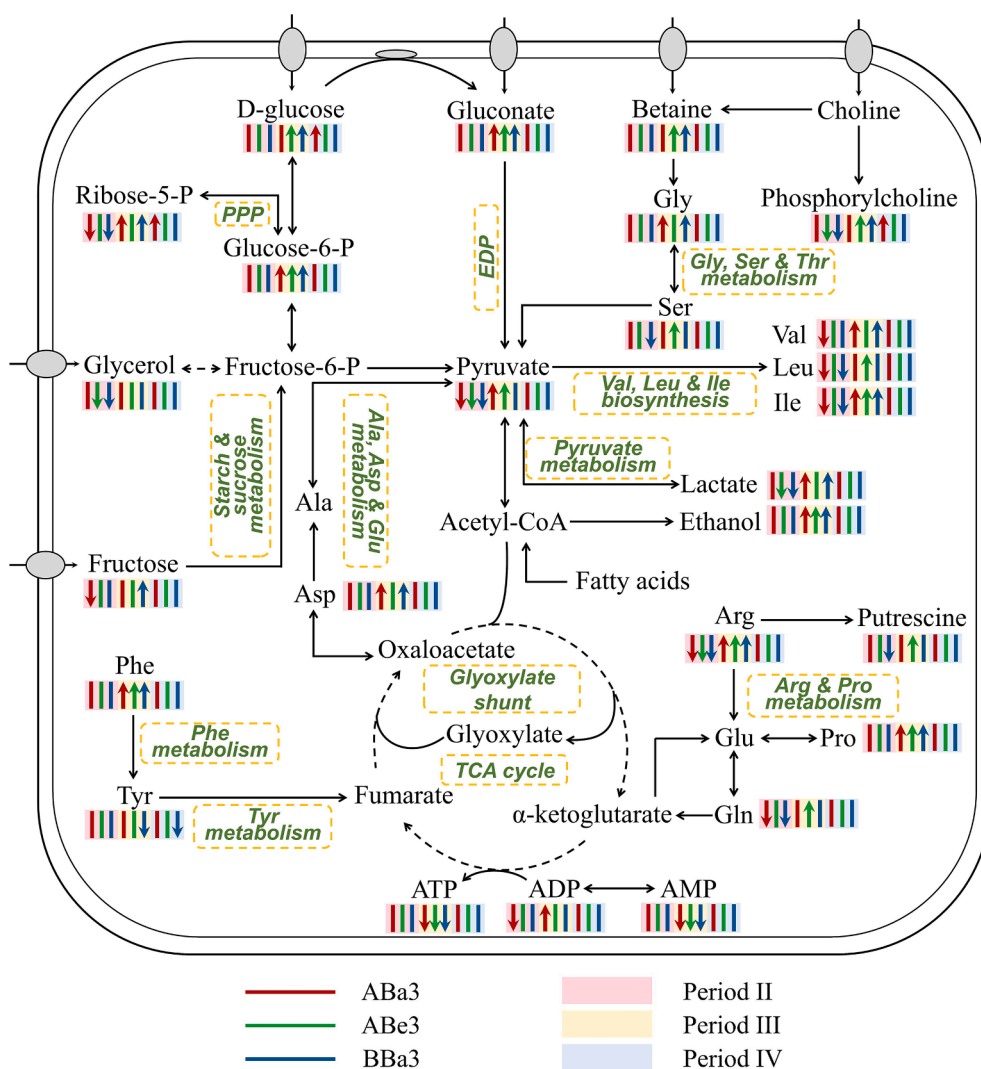 D-glucose
Gluconate
Betaine
Choline
Ribose-5-P
PPP
Glucose-6-P
EDP
Gly
Phosphorylcholine
Gly, Ser & Thr
metabolism
Ser
Glycerol
Fructose-6-P
Pyruvate
Val
Leu
Ile
Val, Leu & Ile
biosynthesis
Starch &
sucrose
metabolism
Ala, Asp & Glu
metabolism
Pyruvate
metabolism
Ala
Lactate
Acetyl-CoA
Ethanol
Fructose
Asp
Fatty acids
Arg
Putrescine
Oxaloacetate
Phe
Glyoxylate
shunt
Arg & Pro
metabolism
Phe
metabolism
Glyoxylate
Glu
Pro
TCA cycle
Tyr
Fumarate
α-ketoglutarate
Gln
Tyr
metabolism
ATP
ADP
AMP
ABa3
Period II
ABe3
Period III
BBa3
Period IV